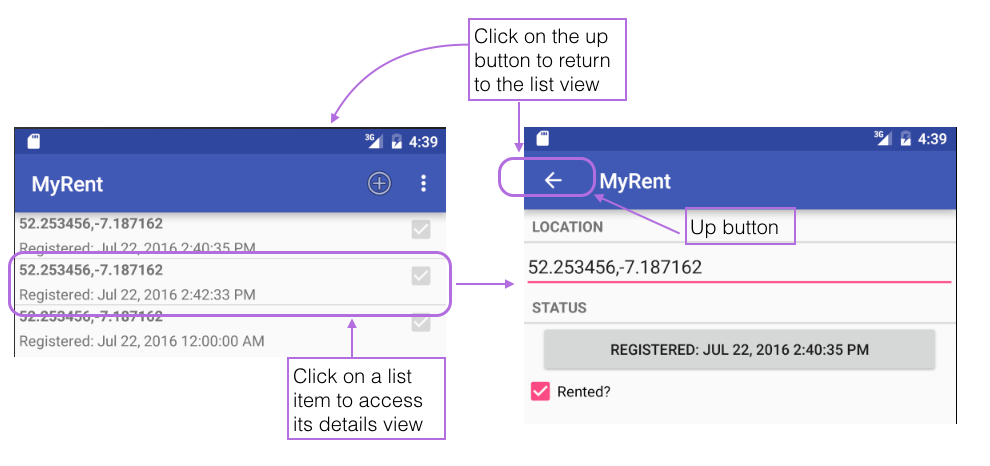 Click on the up
button to return
to the list view
3G 4:39
MyRent
52.253456,-7.187162
Registered: Jul 22, 2016 2:40:35 PM
52.253456,-7.187162
Registered: Jul 22, 2016 2:42:33 PM
52.253456,-7.187162
Registered: Jul 22, 2016 12:00:00 AM
Click on a list
item to access
its details view
3G 4:39
MyRent
Up button
LOCATION
52.253456,-7.187162
STATUS
REGISTERED: JUL 22, 2016 2:40:35 PM
Rented?